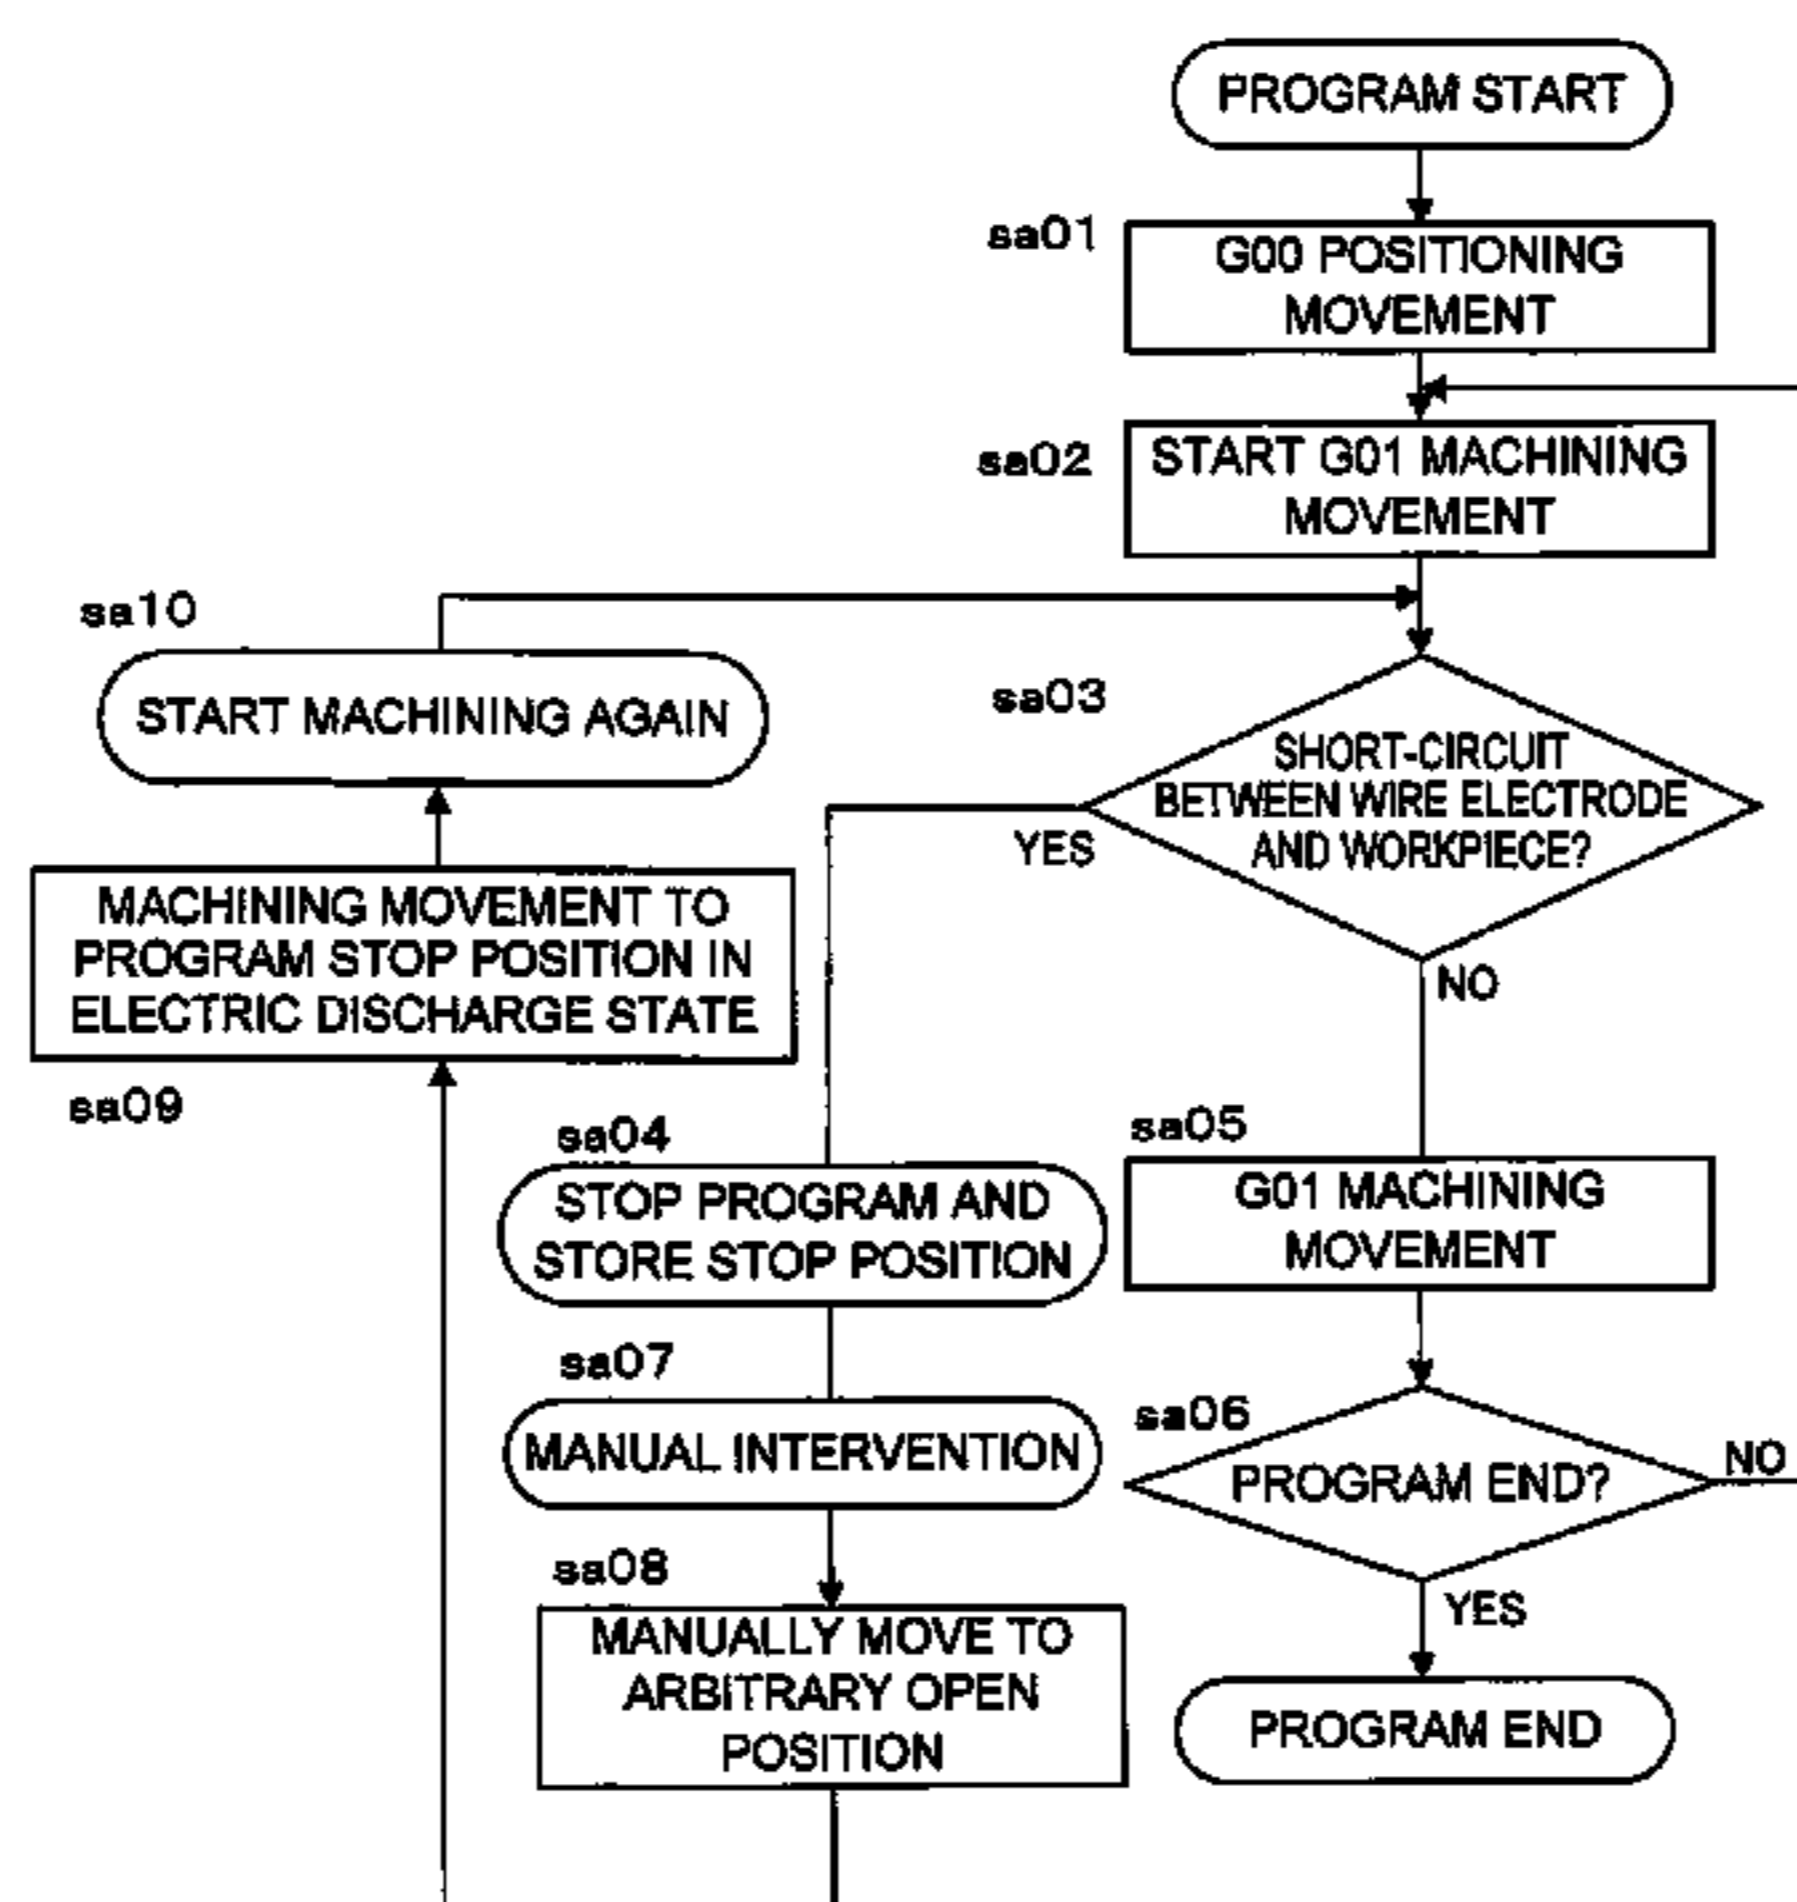 PROGRAM START
sa01
G00 POSITIONING
MOVEMENT
sa02
START G01 MACHINING
MOVEMENT
sa10
START MACHINING AGAIN
sa03
SHORT-CIRCUIT
BETWEEN WIRE ELECTRODE
AND WORKPIECE?
YES
NO
MACHINING MOVEMENT TO
PROGRAM STOP POSITION IN
ELECTRIC DISCHARGE STATE
sa09
sa04
STOP PROGRAM AND
STORE STOP POSITION
sa05
G01 MACHINING
MOVEMENT
sa07
MANUAL INTERVENTION
sa06
PROGRAM END?
NO
YES
sa08
MANUALLY MOVE TO
ARBITRARY OPEN
POSITION
PROGRAM END